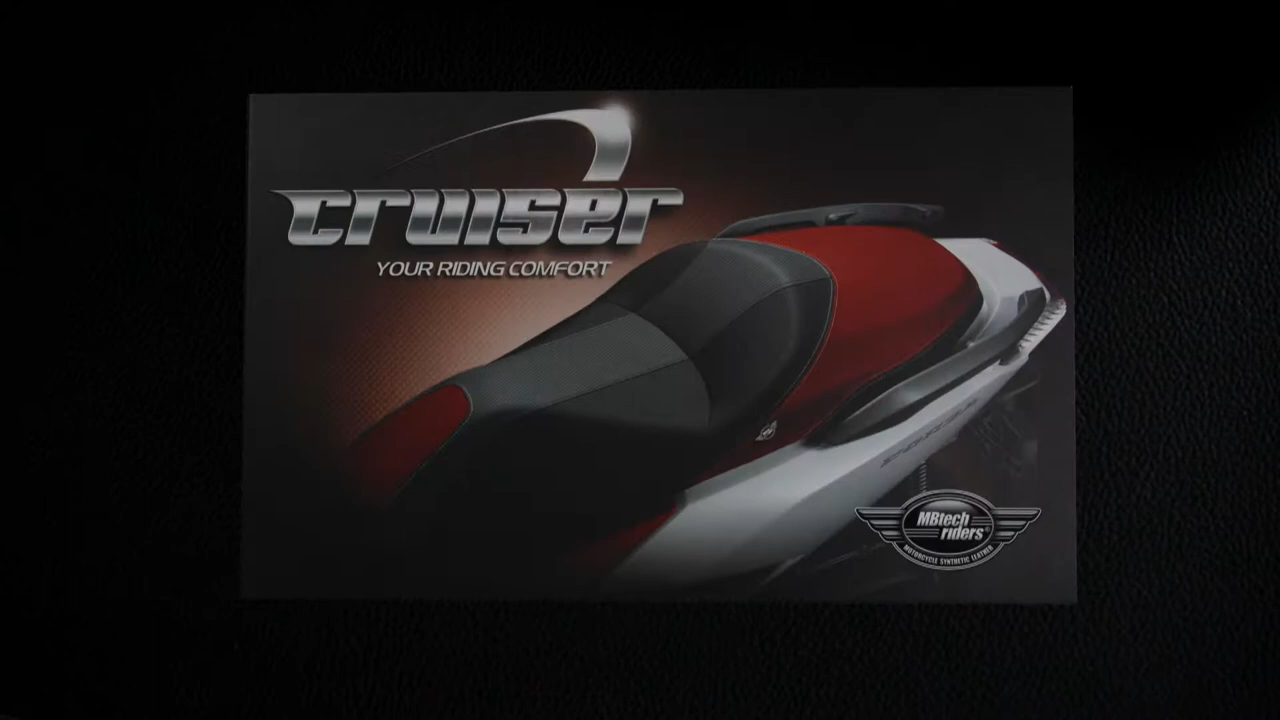 cruiser
YOUR RIDING COMFORT
MBtech
riders®
MOTORCYCLE SYNTHETIC LEATHER